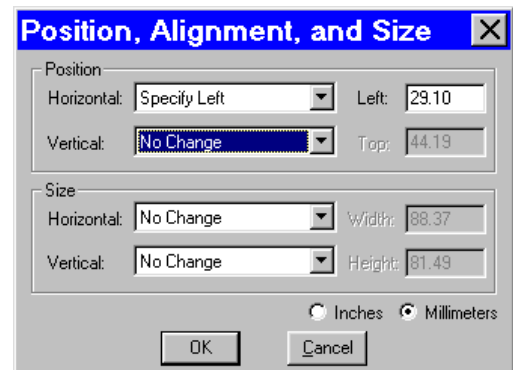 Position, Alignment, and Size
Position
Horizontal: Specify Left Left: 29.10
Vertical: No Change Top: 44.19
Size
Horizontal: No Change Width: 88.37
Vertical: No Change Height: 81.49
Inches Millimeters
OK Cancel